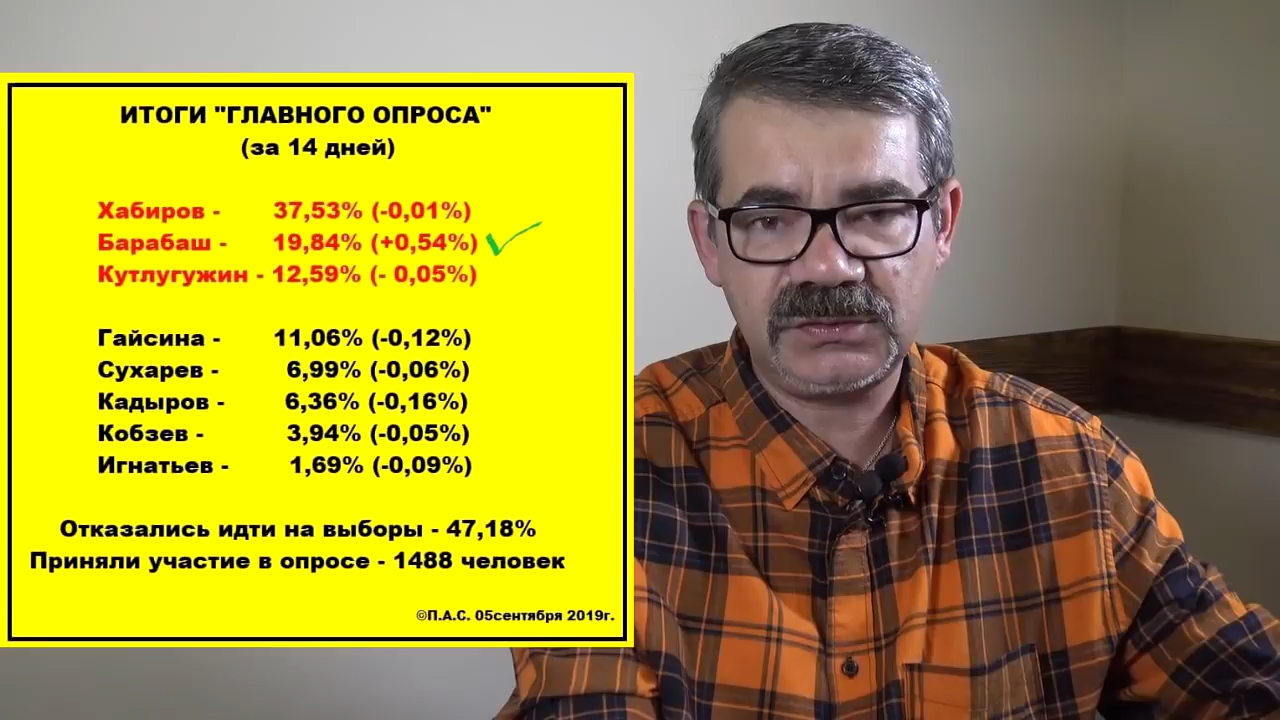 ИТОГИ "ГЛАВНОГО ОПРОСА"
(за 14 дней)
Хабиров - 37,53% (-0,01%)
Барабаш - 19,84% (+0,54%)
Кутлугужин - 12,59% (- 0,05%)
Гайсина - 11,06% (-0,12%)
Сухарев - 6,99% (-0,06%)
Кадыров - 6,36% (-0,16%)
Кобзев - 3,94% (-0,05%)
Игнатьев - 1,69% (-0,09%)
Отказались идти на выборы - 47,18%
Приняли участие в опросе - 1488 человек
©П.А.С. 05сентября 2019г.